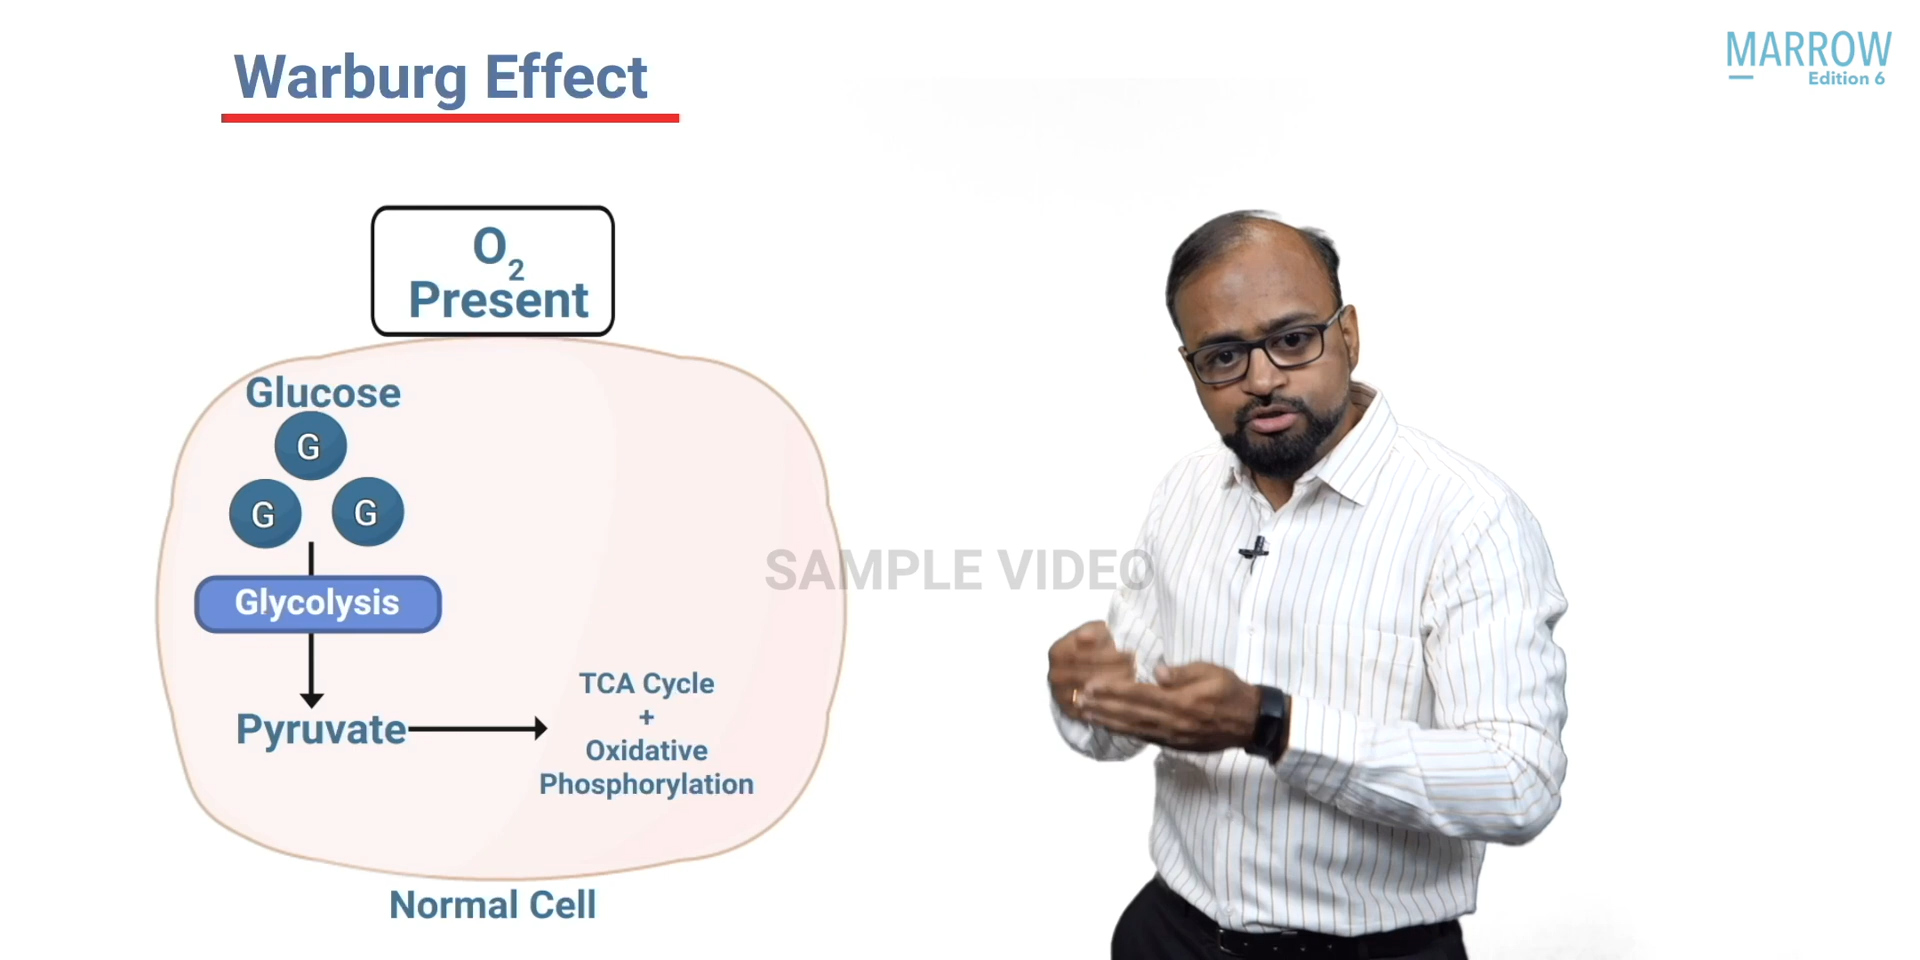 Warburg Effect
MARROW
Edition 6
O₂
Present
Glucose
G
G
G
Glycolysis
SAMPLE VIDEO
Pyruvate
TCA Cycle
+
Oxidative
Phosphorylation
Normal Cell